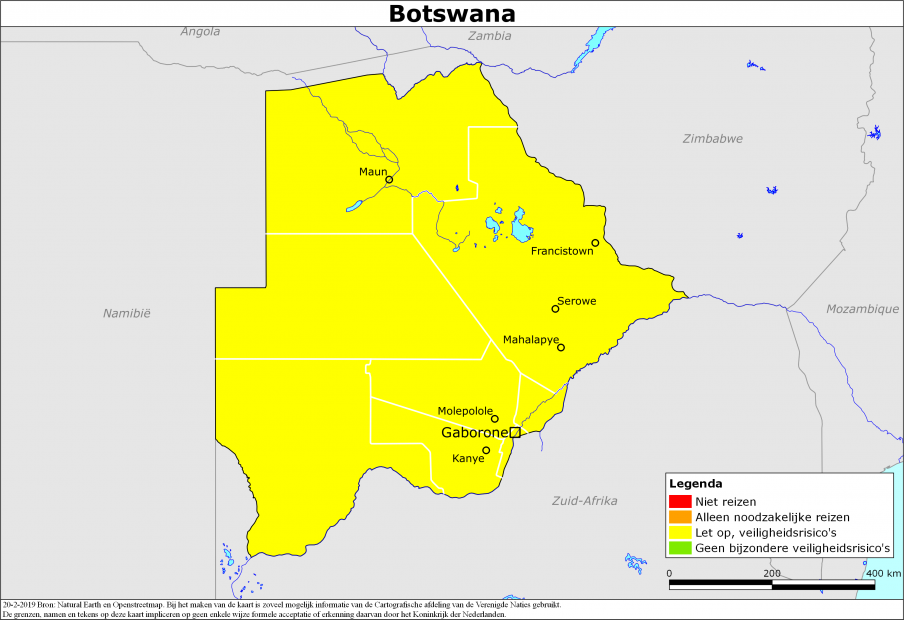 Botswana
Angola
Zambia
Zimbabwe
Maun
Francistown
Serowe
Namibië
Mozambique
Mahalapye
Molepolole
Gaborone
Kanye
Zuid-Afrika
Legenda
Niet reizen
Alleen noodzakelijke reizen
Let op, veiligheidsrisico's
Geen bijzondere veiligheidsrisico's
0 200 400 km
20-2-2019 Bron: Natural Earth en Openstreetmap. Bij het maken van de kaart is zoveel mogelijk informatie van de Cartografische afdeling van de Verenigde Naties gebruikt.
De grenzen, namen en tekens op deze kaart impliceren op geen enkele wijze formele acceptatie of erkenning daarvan door het Koninkrijk der Nederlanden.